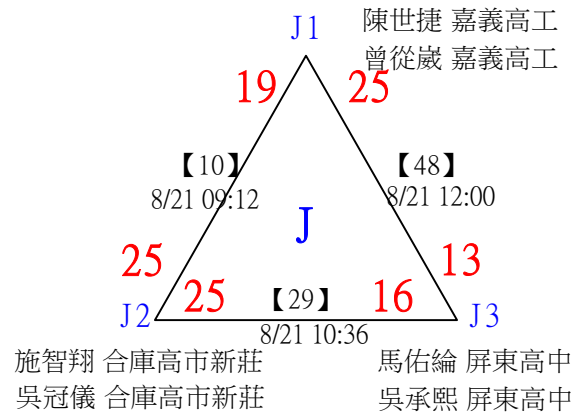 J1
陳世捷 嘉義高工
曾從崴 嘉義高工
19
25
【10】
8/21 09:12
【48】
8/21 12:00
J
25
25
【29】
16
13
J2
8/21 10:36
J3
施智翔 合庫高市新莊
吳冠儀 合庫高市新莊
馬佑綸 屏東高中
吳承熙 屏東高中